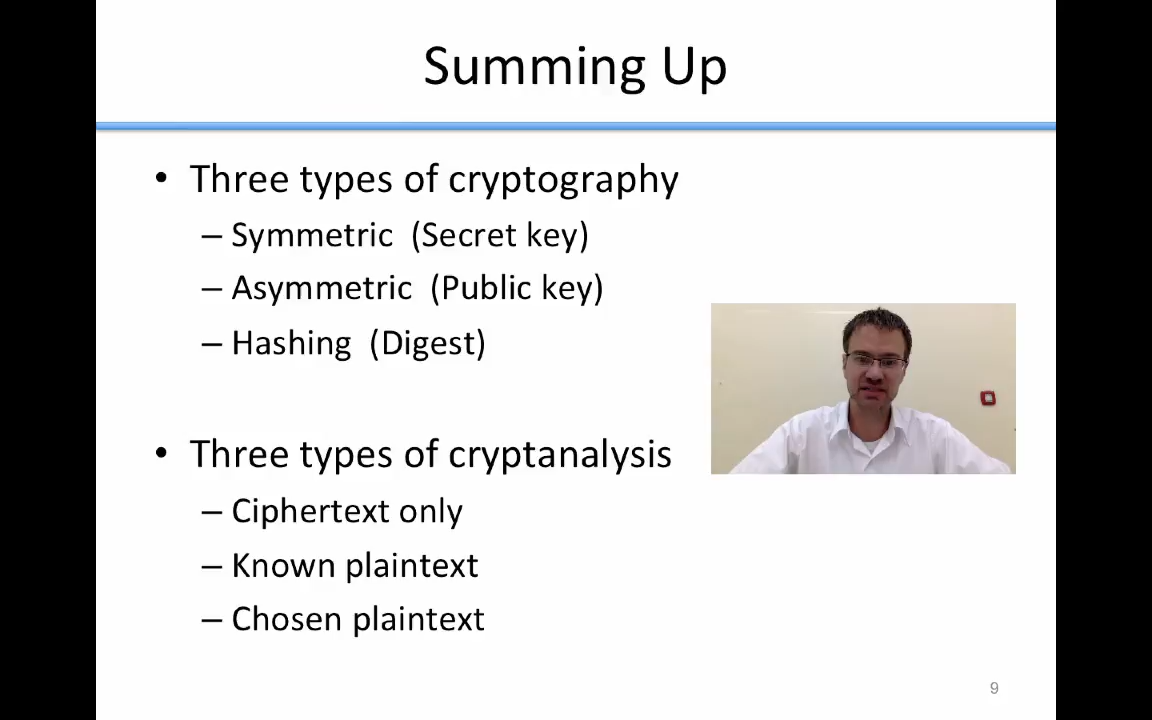 Summing Up
• Three types of cryptography
– Symmetric (Secret key)
– Asymmetric (Public key)
– Hashing (Digest)
• Three types of cryptanalysis
– Ciphertext only
– Known plaintext
– Chosen plaintext
9